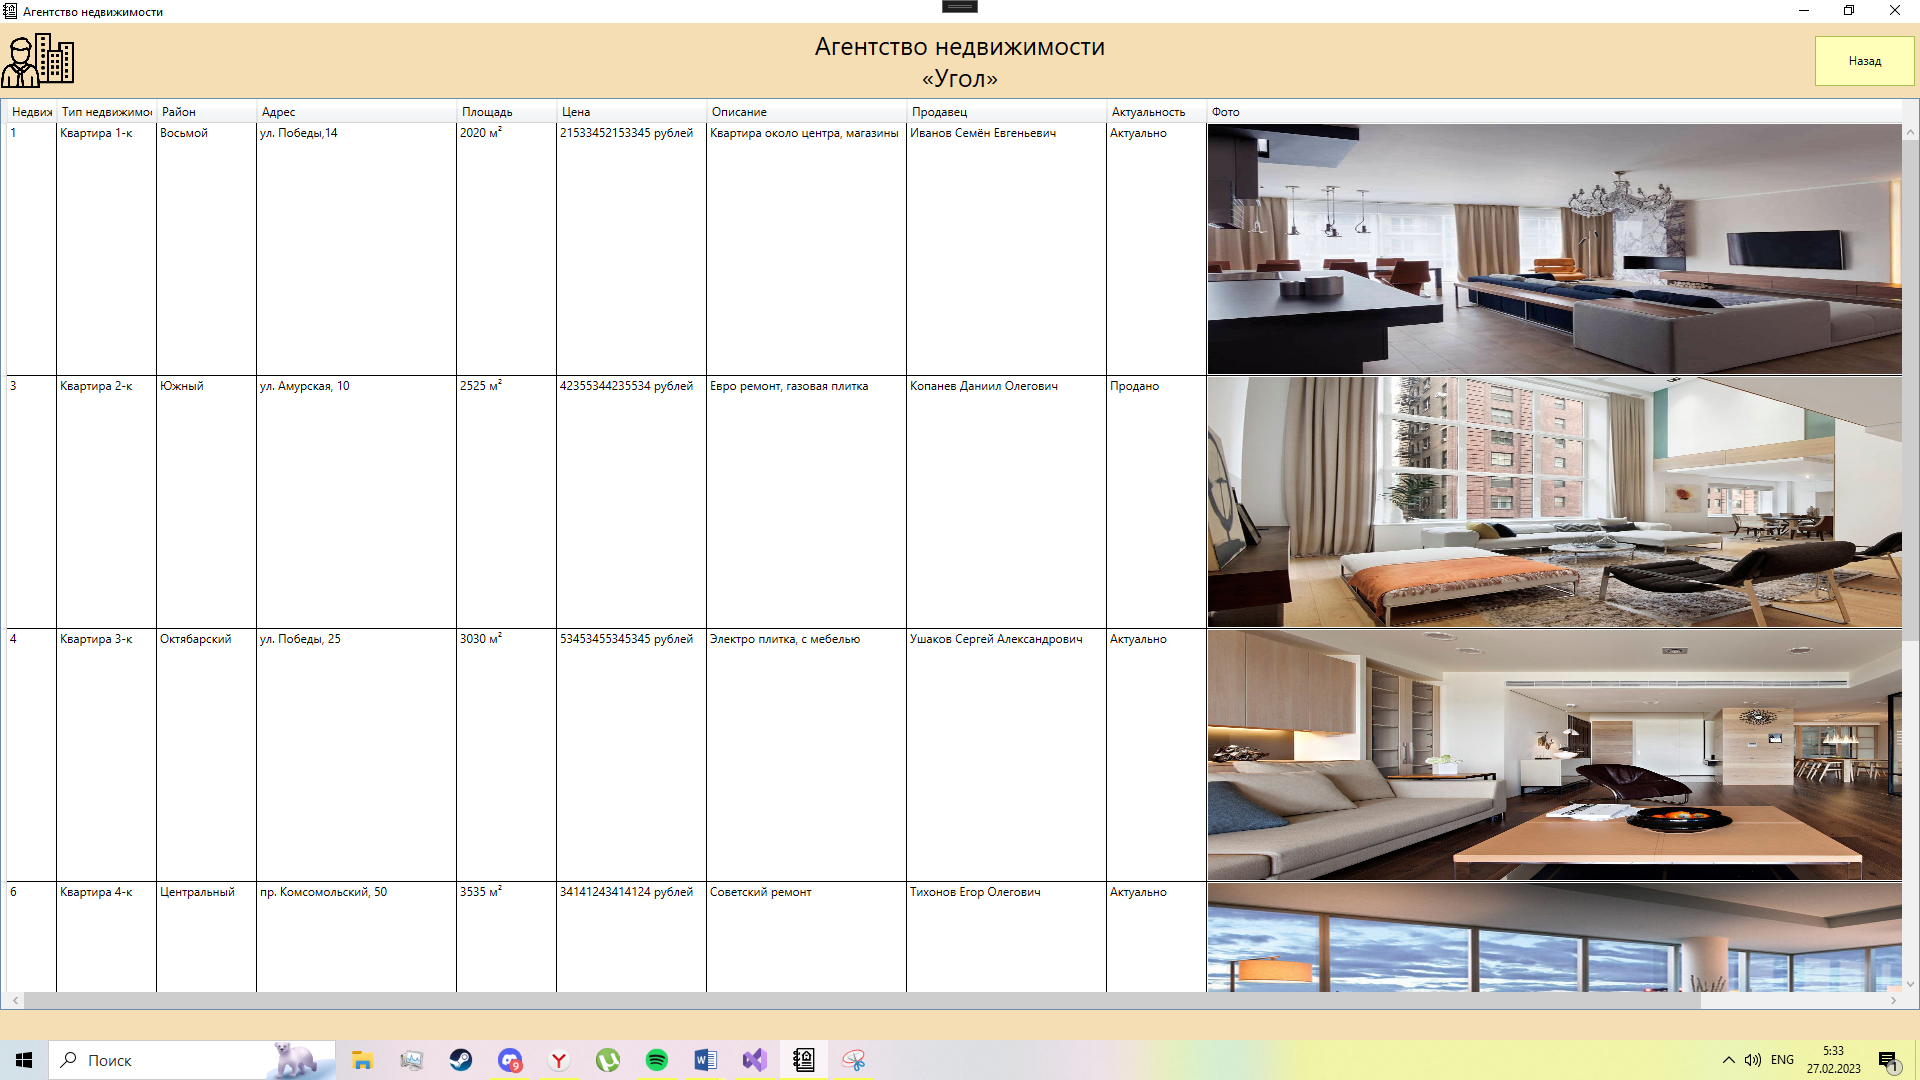 Агентство недвижимости
Агентство недвижимости
«Угол»
Назад
Недвиж Тип недвижимос Район Адрес Площадь Цена Описание Продавец Актуальность Фото
1 Квартира 1-к Восьмой ул. Победы,14 2020 м² 21533452153345 рублей Квартира около центра, магазины Иванов Семён Евгеньевич Актуально
3 Квартира 2-к Южный ул. Амурская, 10 2525 м² 42355344235534 рублей Евро ремонт, газовая плитка Копанев Даниил Олегович Продано
4 Квартира 3-к Октябарский ул. Победы, 25 3030 м² 53453455345345 рублей Электро плитка, с мебелью Ушаков Сергей Александрович Актуально
6 Квартира 4-к Центральный пр. Комсомольский, 50 3535 м² 34141243414124 рублей Советский ремонт Тихонов Егор Олегович Актуально
Поиск
9
ENG
5:33
27.02.2023
1